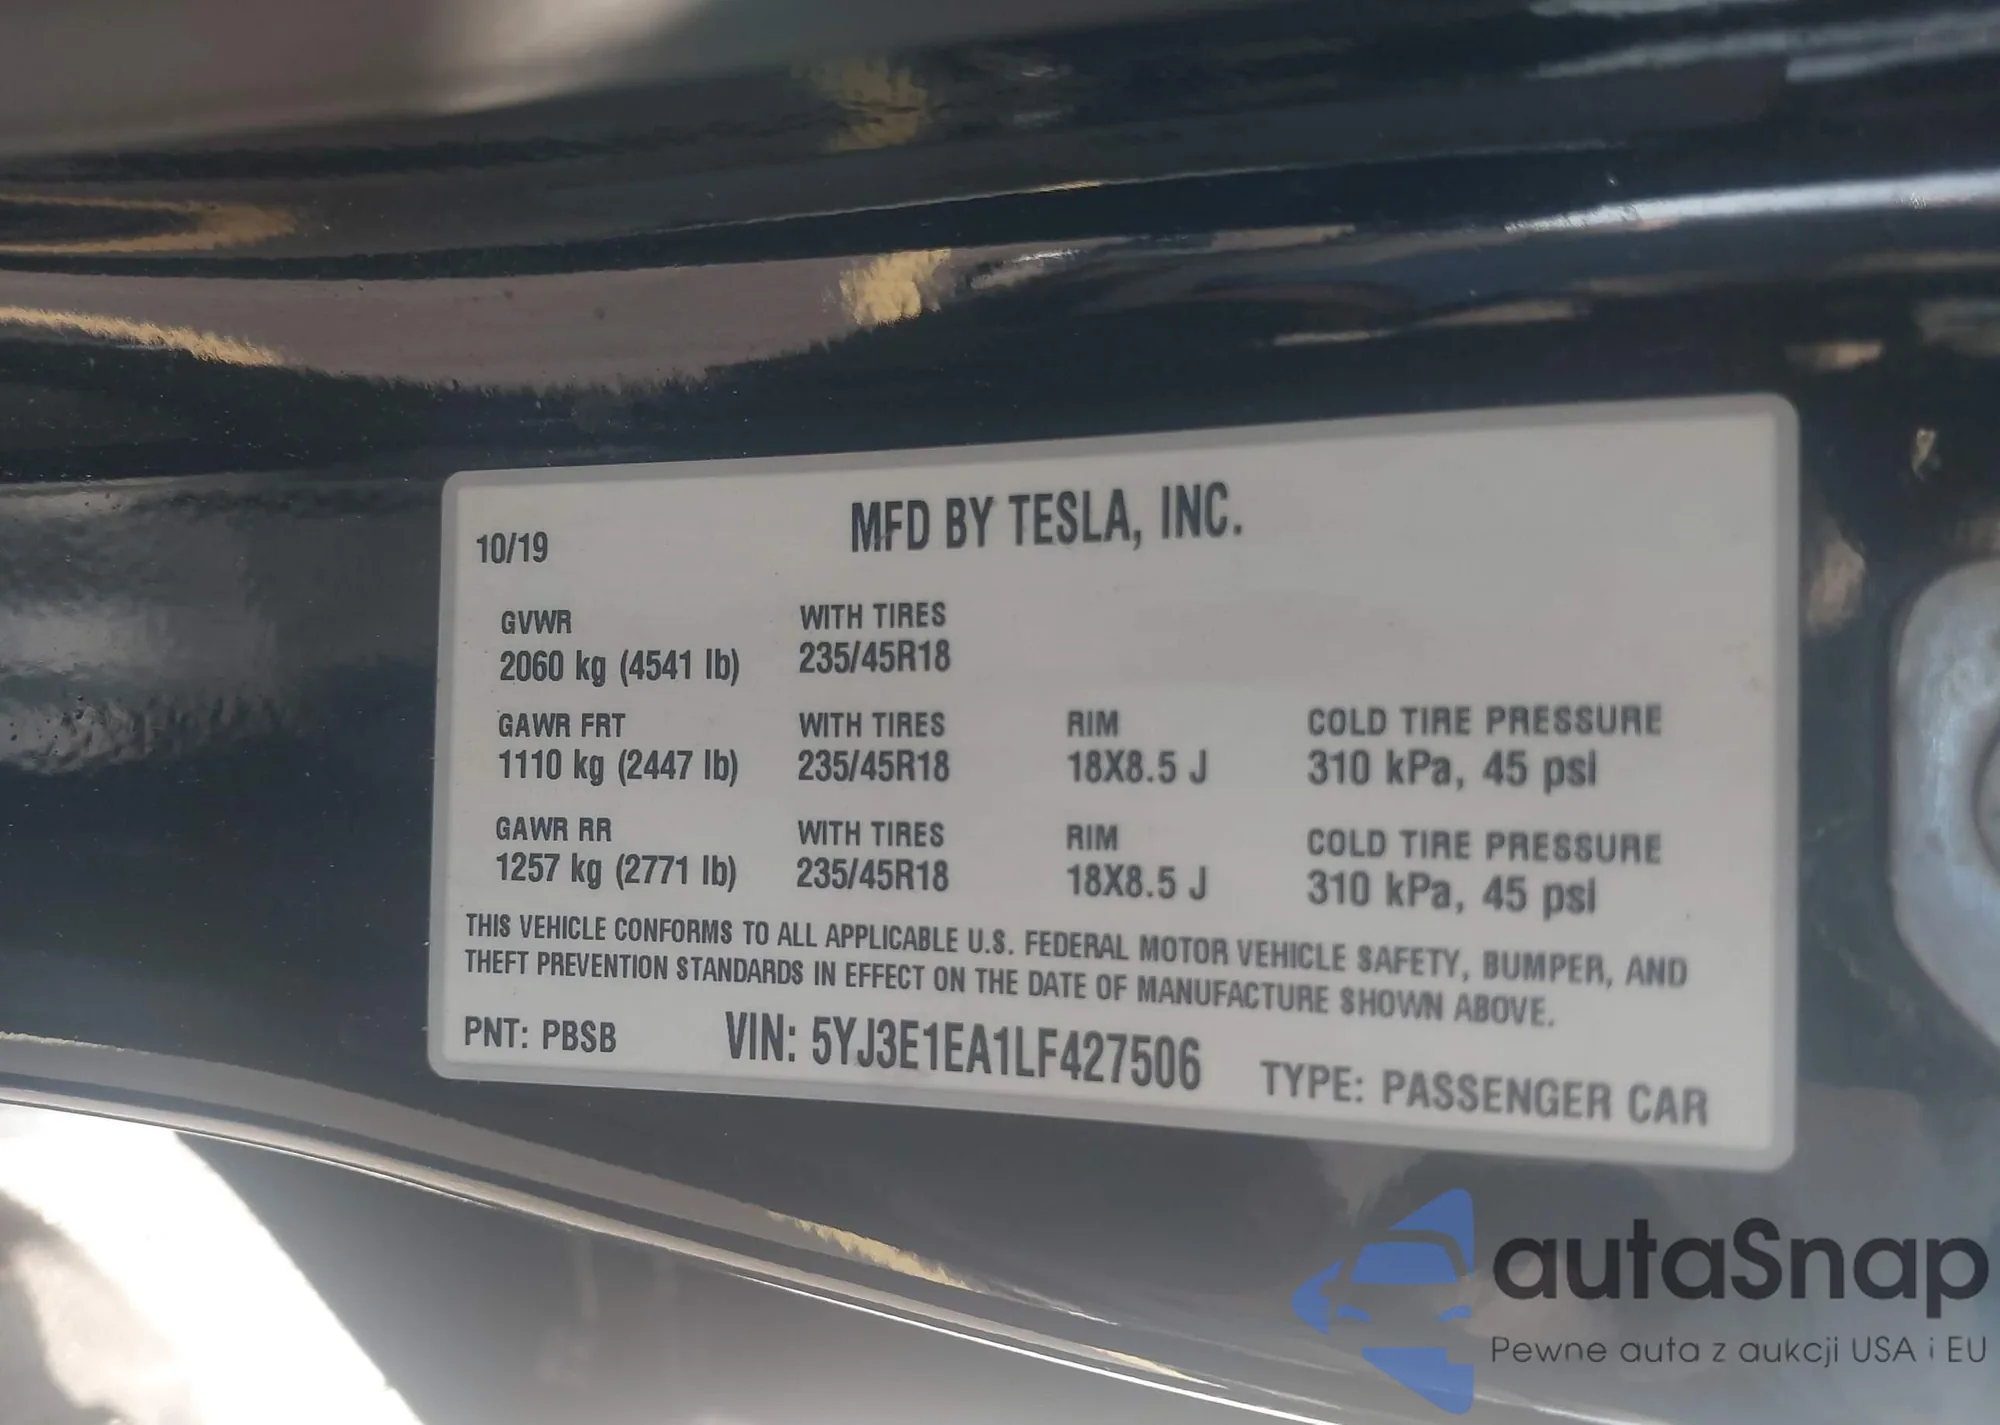 MFD BY TESLA, INC.
10/19
GVWR WITH TIRES
2060 kg (4541 lb) 235/45R18
GAWR FRT WITH TIRES RIM COLD TIRE PRESSURE
1110 kg (2447 lb) 235/45R18 18X8.5 J 310 kPa, 45 psi
GAWR RR WITH TIRES RIM COLD TIRE PRESSURE
1257 kg (2771 lb) 235/45R18 18X8.5 J 310 kPa, 45 psi
THIS VEHICLE CONFORMS TO ALL APPLICABLE U.S. FEDERAL MOTOR VEHICLE SAFETY, BUMPER, AND
THEFT PREVENTION STANDARDS IN EFFECT ON THE DATE OF MANUFACTURE SHOWN ABOVE.
PNT: PBSB VIN: 5YJ3E1EA1LF427506 TYPE: PASSENGER CAR
autaSnap
Pewne auta z aukcji USA i EU